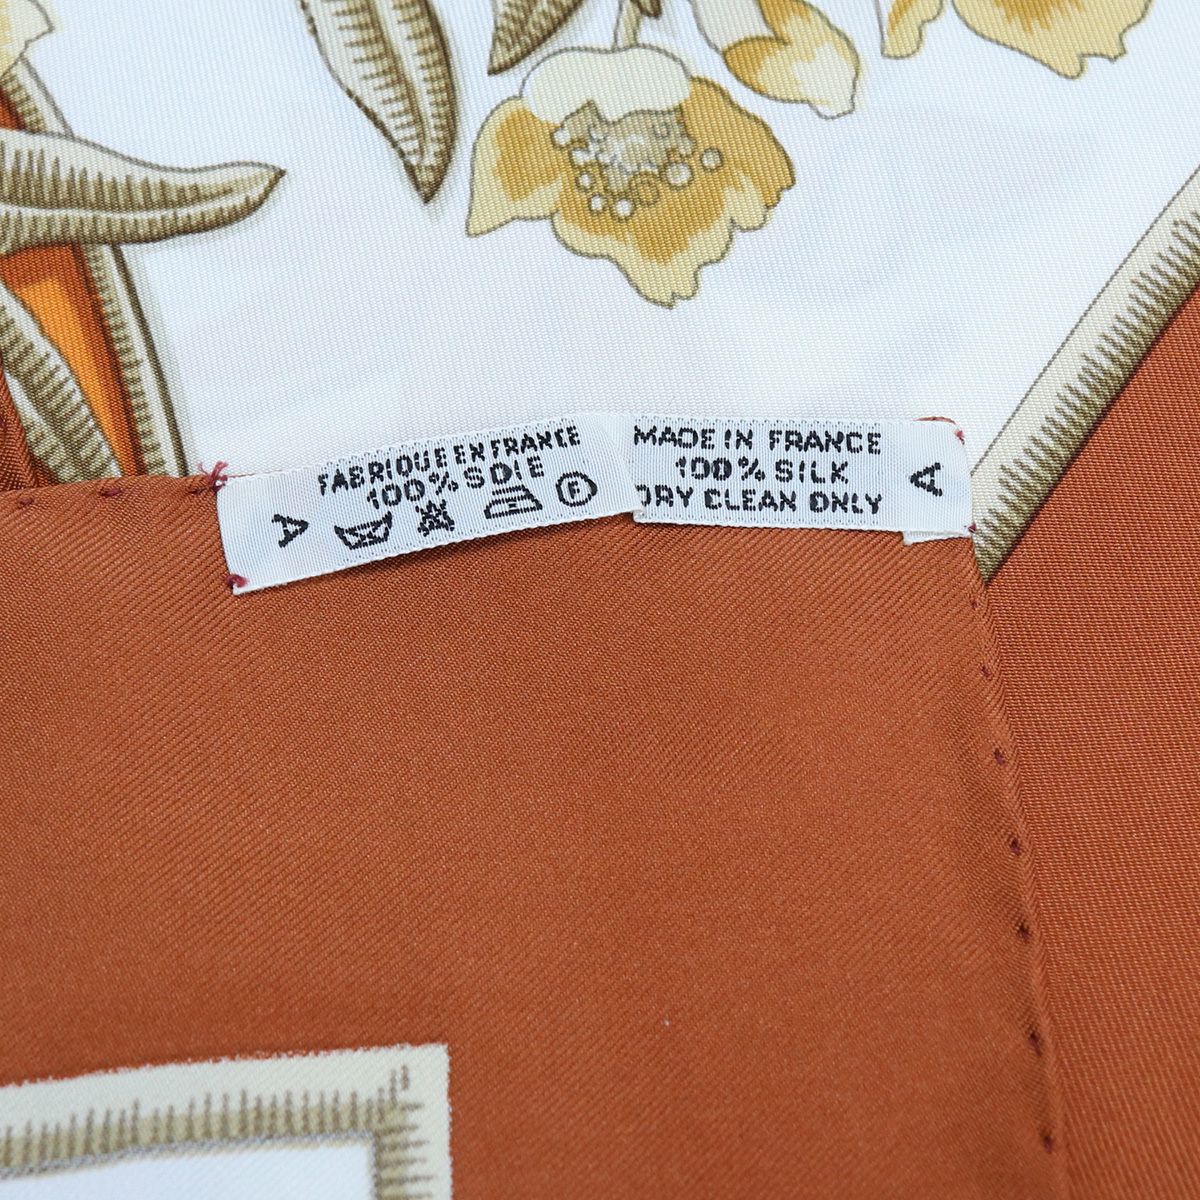 FABRIQUE EN FRANCE
100% SOIE
A
F
MADE IN FRANCE
100% SILK
DRY CLEAN ONLY
A